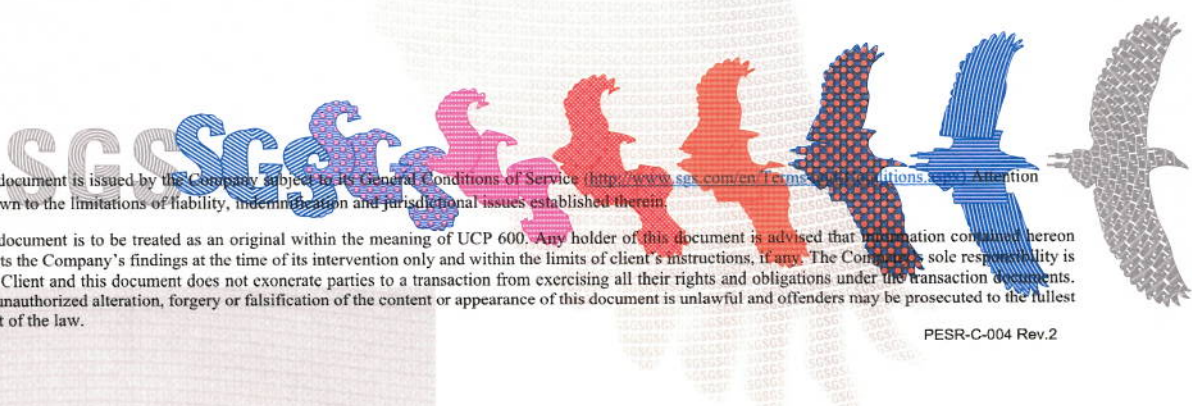 SGS SGS SGS
document is issued by the Company subject to its General Conditions of Service (http://www.sgs.com/en/Terms Attention
wn to the limitations of liability, indemnification and jurisdictional issues established therein.
document is to be treated as an original within the meaning of UCP 600. Any holder of this document is advised that contained hereon
ts the Company's findings at the time of its intervention only and within the limits of client's instructions, if any. The Company's sole responsibility is
Client and this document does not exonerate parties to a transaction from exercising all their rights and obligations under the transaction documents.
unauthorized alteration, forgery or falsification of the content or appearance of this document is unlawful and offenders may be prosecuted to the fullest
t of the law.
PESR-C-004 Rev.2